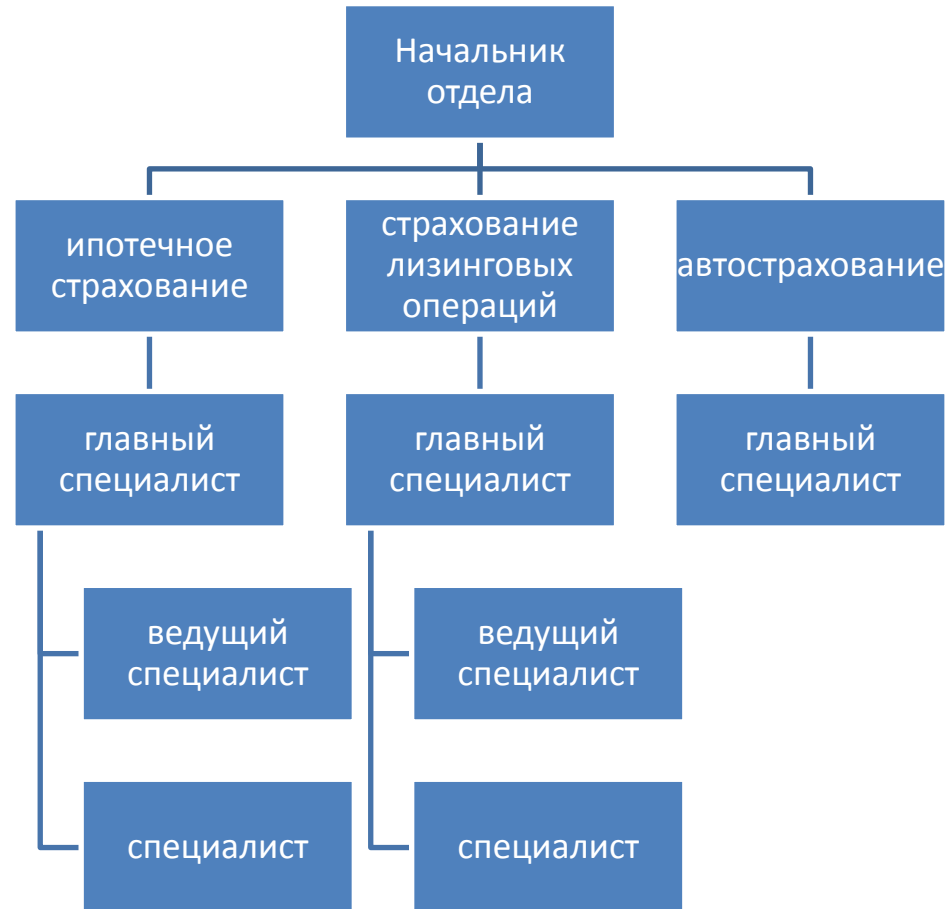 Начальник
отдела
ипотечное
страхование
страхование
лизинговых
операций
автострахование
главный
специалист
главный
специалист
главный
специалист
ведущий
специалист
ведущий
специалист
специалист
специалист